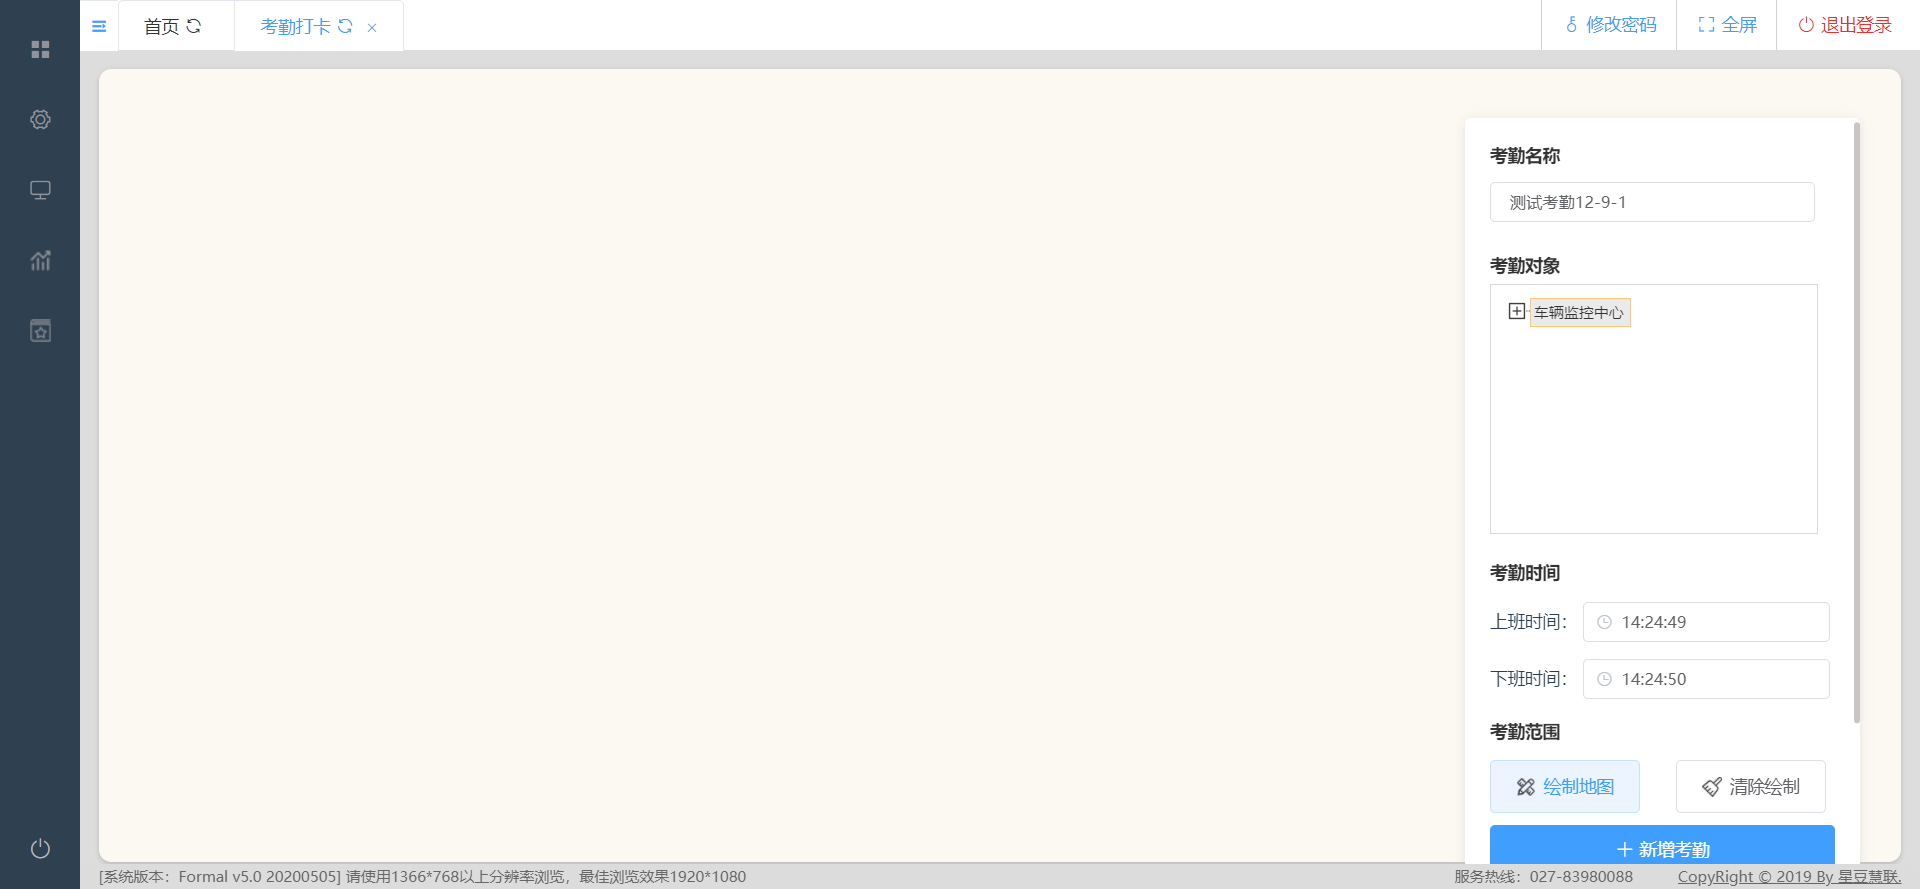 首页
考勤打卡
修改密码
全屏
退出登录
考勤名称
测试考勤12-9-1
考勤对象
车辆监控中心
考勤时间
上班时间：
14:24:49
下班时间：
14:24:50
考勤范围
绘制地图
清除绘制
新增考勤
[系统版本：Formal v5.0 20200505] 请使用1366*768以上分辨率浏览，最佳浏览效果1920*1080
服务热线：027-83980088
CopyRight © 2019 By 星豆慧联.